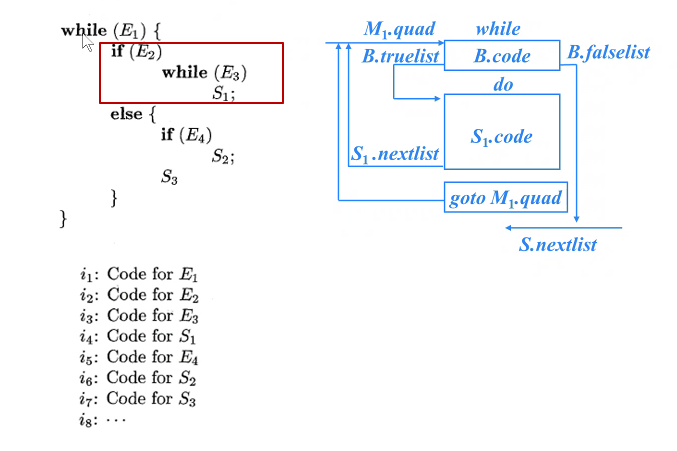 while (E₁) {
if (E₂)
while (E₃)
S₁;
else {
if (E₄)
S₂;
S₃
}
}
i₁: Code for E₁
i₂: Code for E₂
i₃: Code for E₃
i₄: Code for S₁
i₅: Code for E₄
i₆: Code for S₂
i₇: Code for S₃
i₈: ···
M₁.quad while
B.truelist B.code B.falselist
do
S₁.code
S₁.nextlist
goto M₁.quad
S.nextlist